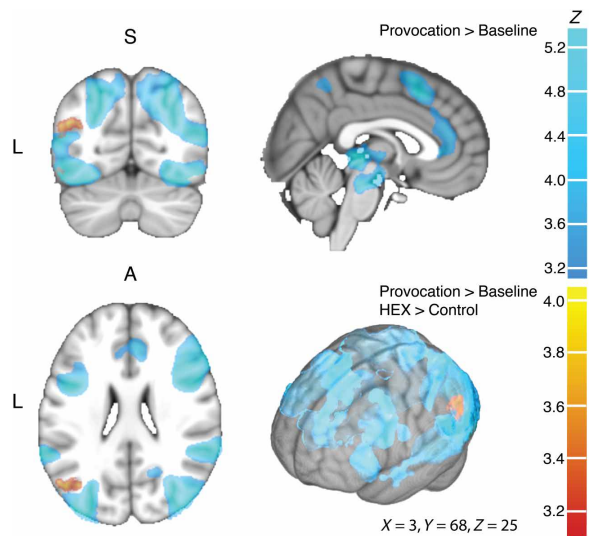 S
Provocation > Baseline
Z
5.2
4.8
4.4
4.0
3.6
3.2
L
A
Provocation > Baseline
HEX > Control
4.0
3.8
3.6
3.4
3.2
L
X = 3, Y = 68, Z = 25